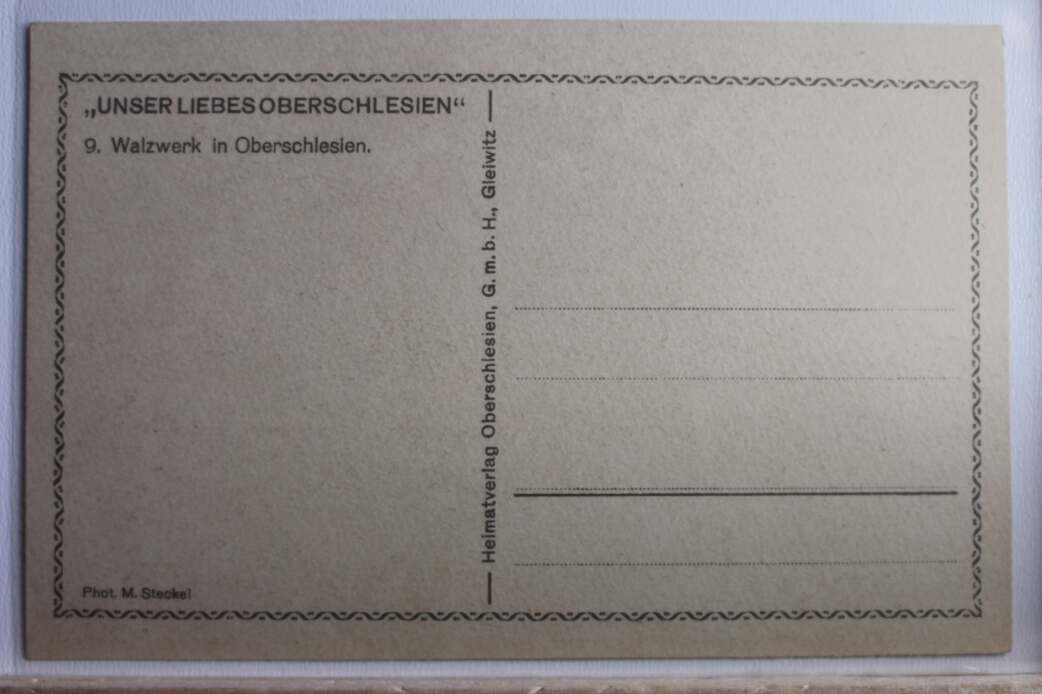 „UNSER LIEBES OBERSCHLESIEN“
9. Walzwerk in Oberschlesien.
Phot. M. Steckel
Heimatverlag Oberschlesien, G. m. b. H., Gleiwitz